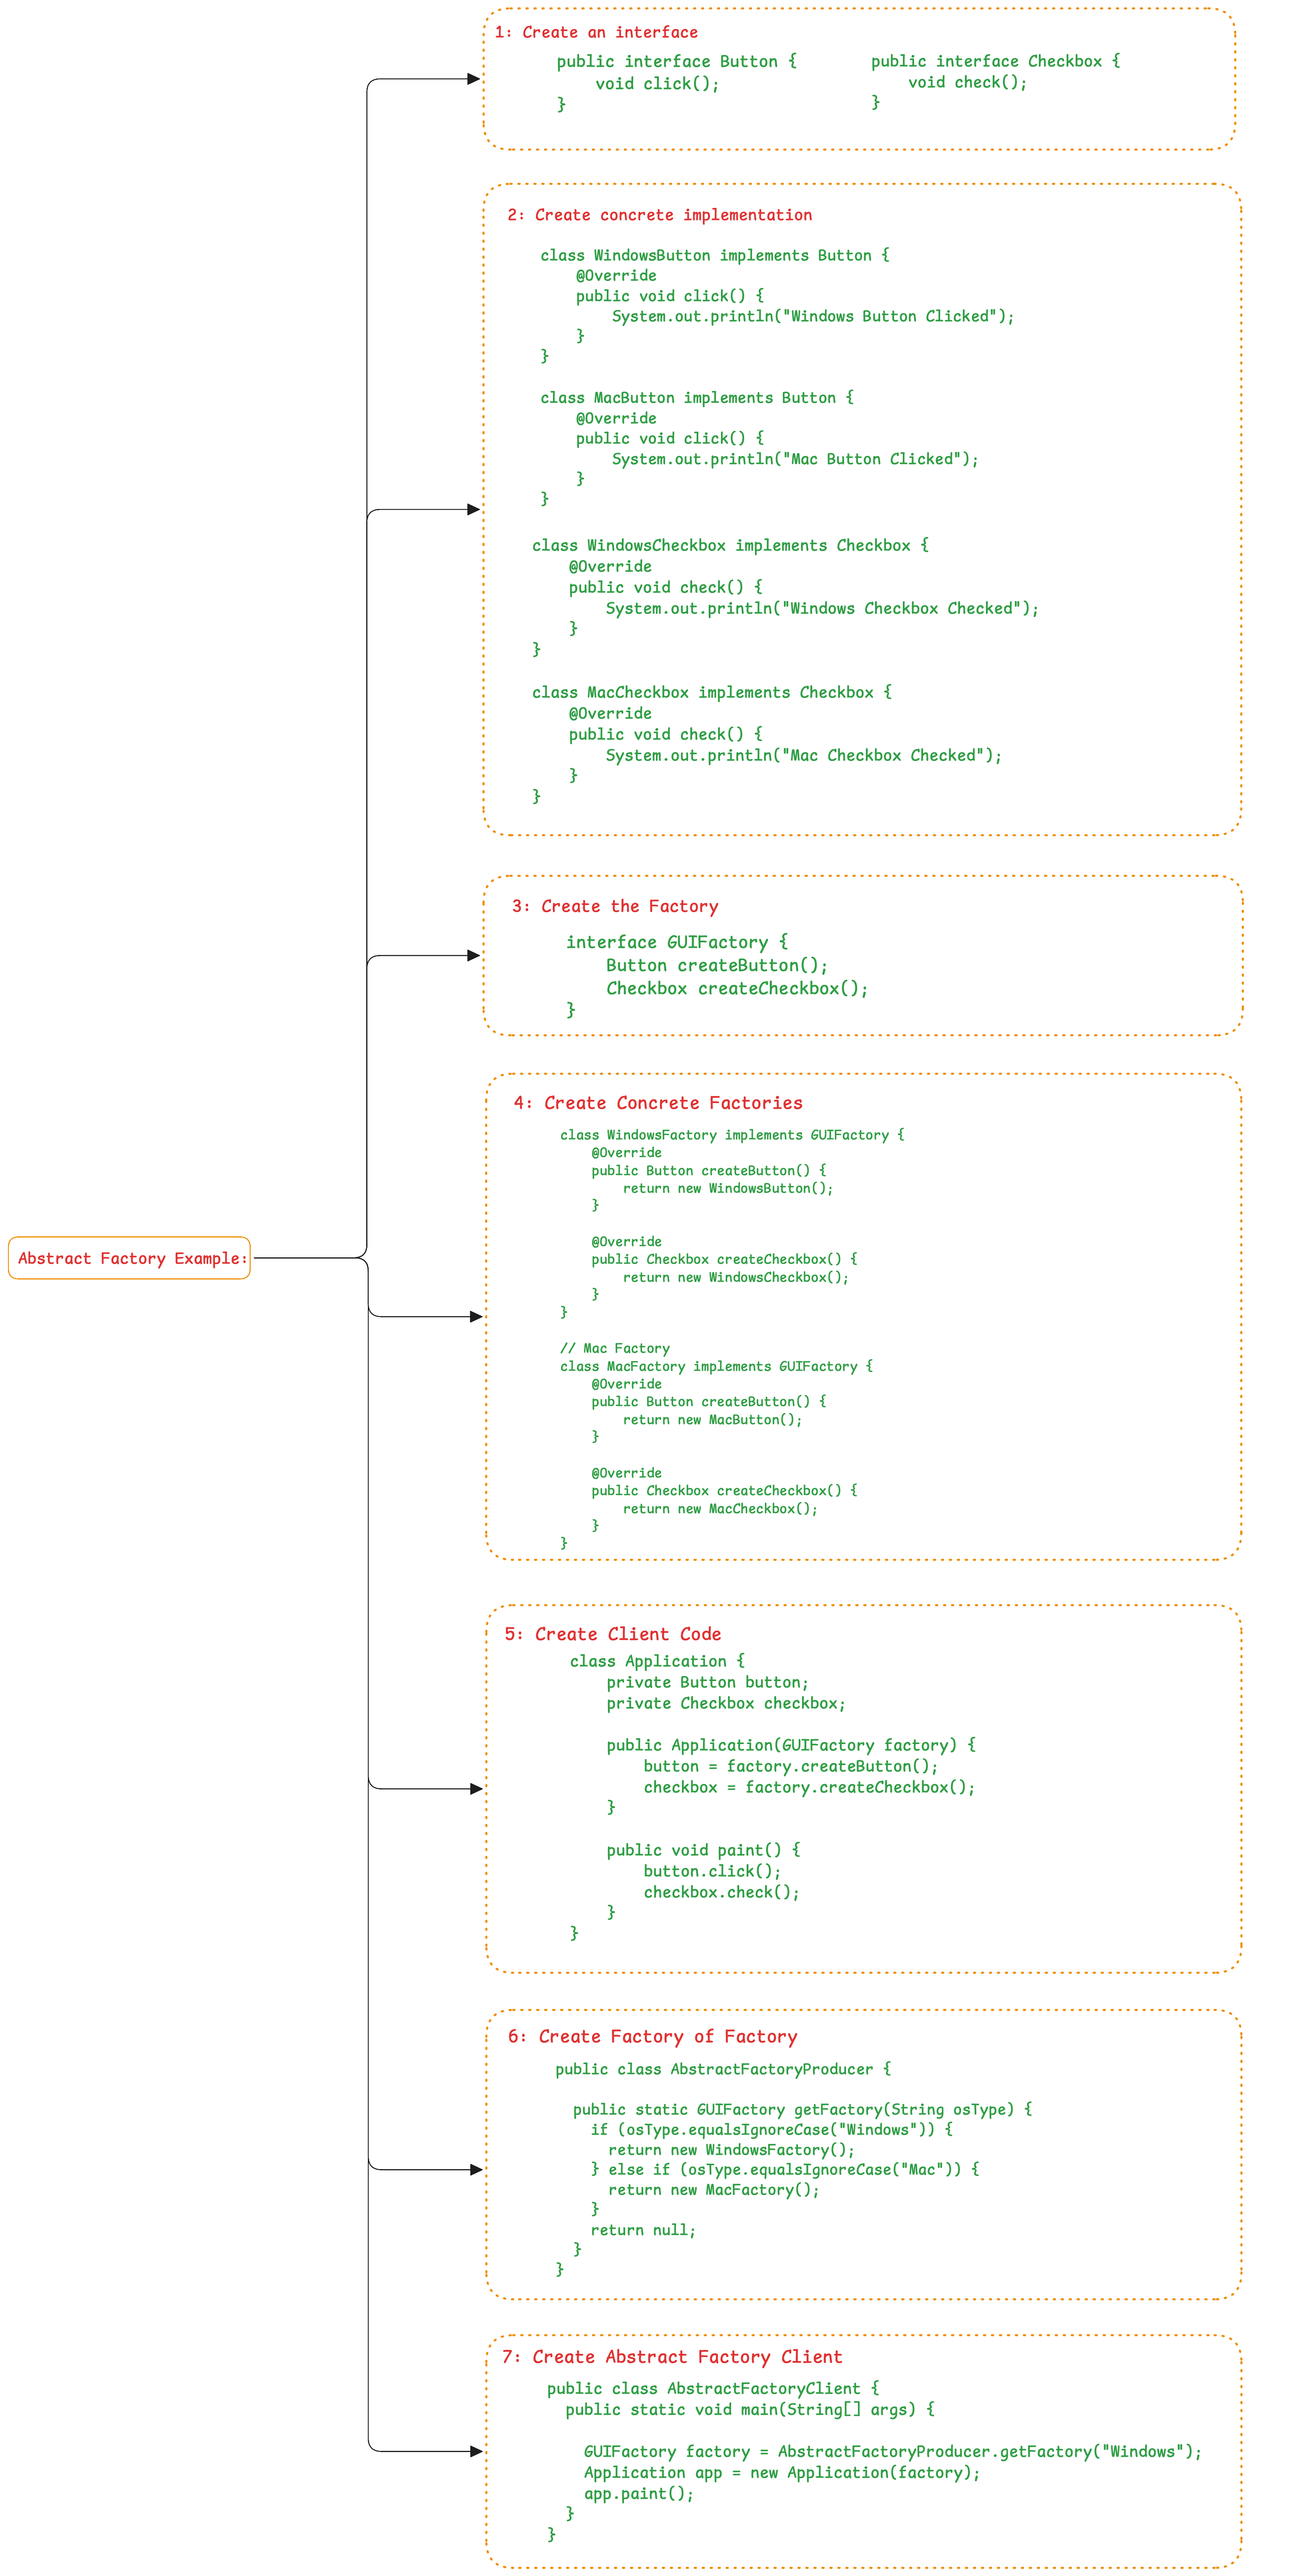 1: Create an interface
public interface Button {
    void click();
}
public interface Checkbox {
    void check();
}
2: Create concrete implementation
class WindowsButton implements Button {
    @Override
    public void click() {
        System.out.println("Windows Button Clicked");
    }
}
class MacButton implements Button {
    @Override
    public void click() {
        System.out.println("Mac Button Clicked");
    }
}
class WindowsCheckbox implements Checkbox {
    @Override
    public void check() {
        System.out.println("Windows Checkbox Checked");
    }
}
class MacCheckbox implements Checkbox {
    @Override
    public void check() {
        System.out.println("Mac Checkbox Checked");
    }
}
3: Create the Factory
interface GUIFactory {
    Button createButton();
    Checkbox createCheckbox();
}
4: Create Concrete Factories
class WindowsFactory implements GUIFactory {
    @Override
    public Button createButton() {
        return new WindowsButton();
    }
    @Override
    public Checkbox createCheckbox() {
        return new WindowsCheckbox();
    }
}
// Mac Factory
class MacFactory implements GUIFactory {
    @Override
    public Button createButton() {
        return new MacButton();
    }
    @Override
    public Checkbox createCheckbox() {
        return new MacCheckbox();
    }
}
Abstract Factory Example:
5: Create Client Code
class Application {
    private Button button;
    private Checkbox checkbox;
    public Application(GUIFactory factory) {
        button = factory.createButton();
        checkbox = factory.createCheckbox();
    }
    public void paint() {
        button.click();
        checkbox.check();
    }
}
6: Create Factory of Factory
public class AbstractFactoryProducer {
  public static GUIFactory getFactory(String osType) {
    if (osType.equalsIgnoreCase("Windows")) {
      return new WindowsFactory();
    } else if (osType.equalsIgnoreCase("Mac")) {
      return new MacFactory();
    }
    return null;
  }
}
7: Create Abstract Factory Client
public class AbstractFactoryClient {
  public static void main(String[] args) {
    GUIFactory factory = AbstractFactoryProducer.getFactory("Windows");
    Application app = new Application(factory);
    app.paint();
  }
}